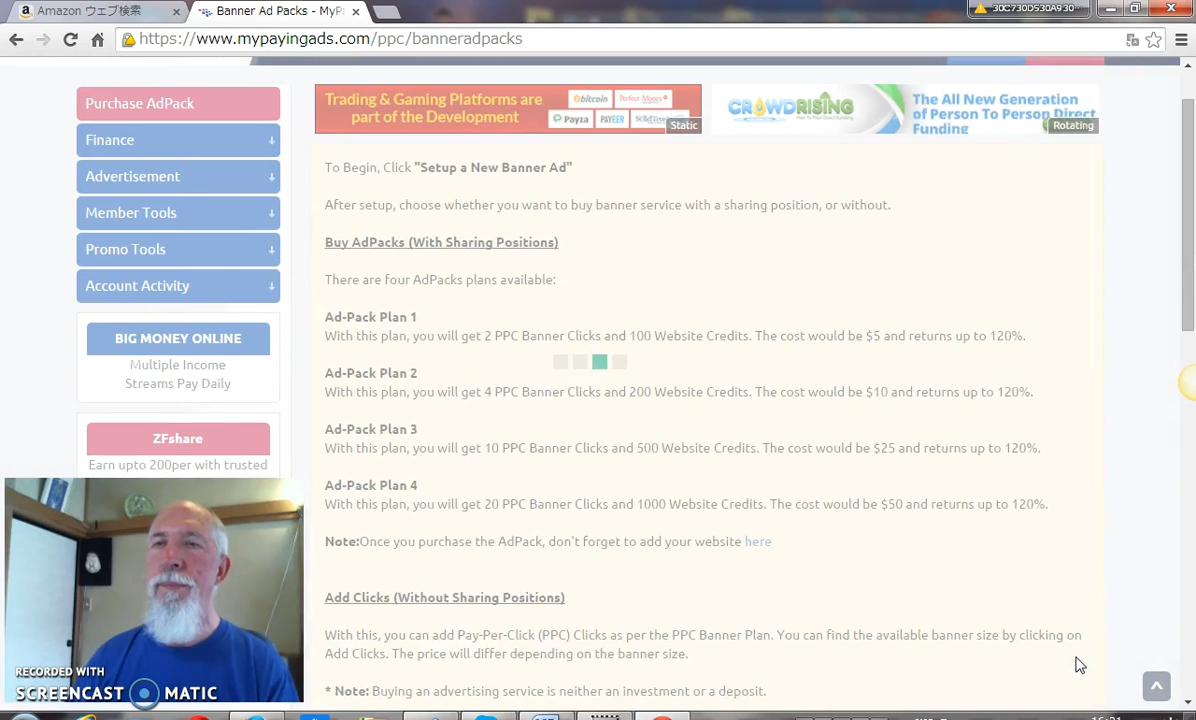 Amazon ウェブ検索
Banner Ad Packs - MyPa
30C730D530A930
https://www.mypayingads.com/ppc/banneradpacks
Purchase AdPack
Finance
Advertisement
Member Tools
Promo Tools
Account Activity
BIG MONEY ONLINE
Multiple Income
Streams Pay Daily
ZFshare
Earn upto 200per with trusted
Trading & Gaming Platforms are
part of the Development
bitcoin
Perfect Money
Payza
PAYEER
Static
CROWDRISING
The All New Generation
of Person To Person Direct
Funding
Rotating
To Begin, Click "Setup a New Banner Ad"
After setup, choose whether you want to buy banner service with a sharing position, or without.
Buy AdPacks (With Sharing Positions)
There are four AdPacks plans available:
Ad-Pack Plan 1
With this plan, you will get 2 PPC Banner Clicks and 100 Website Credits. The cost would be $5 and returns up to 120%.
Ad-Pack Plan 2
With this plan, you will get 4 PPC Banner Clicks and 200 Website Credits. The cost would be $10 and returns up to 120%.
Ad-Pack Plan 3
With this plan, you will get 10 PPC Banner Clicks and 500 Website Credits. The cost would be $25 and returns up to 120%.
Ad-Pack Plan 4
With this plan, you will get 20 PPC Banner Clicks and 1000 Website Credits. The cost would be $50 and returns up to 120%.
Note:Once you purchase the AdPack, don't forget to add your website here
Add Clicks (Without Sharing Positions)
With this, you can add Pay-Per-Click (PPC) Clicks as per the PPC Banner Plan. You can find the available banner size by clicking on
Add Clicks. The price will differ depending on the banner size.
* Note: Buying an advertising service is neither an investment or a deposit.
RECORDED WITH
SCREENCAST MATIC